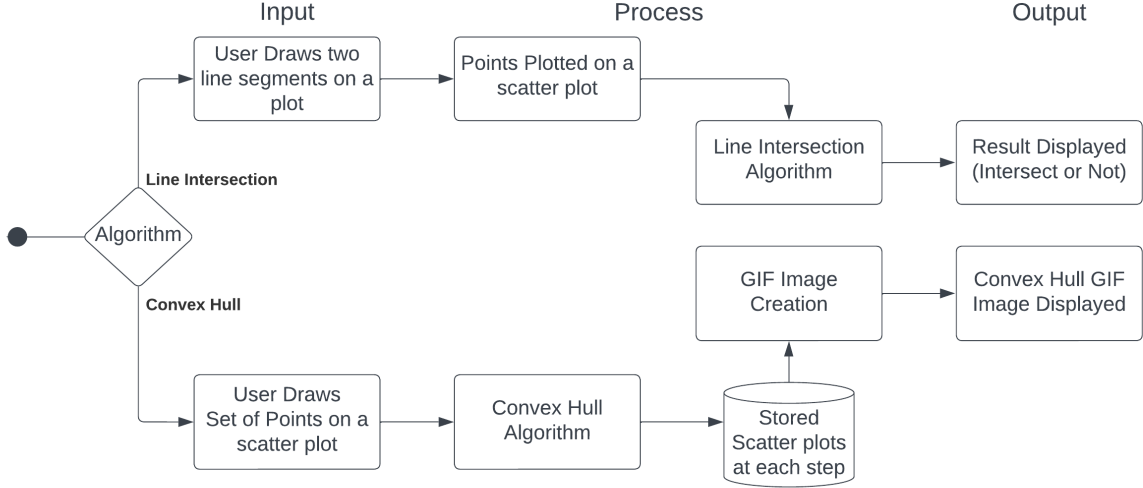 Input
Process
Output
User Draws two
line segments on a
plot
Points Plotted on a
scatter plot
Line Intersection
Algorithm
Result Displayed
(Intersect or Not)
Line Intersection
Algorithm
Convex Hull
GIF Image
Creation
Convex Hull GIF
Image Displayed
User Draws
Set of Points on a
scatter plot
Convex Hull
Algorithm
Stored
Scatter plots
at each step